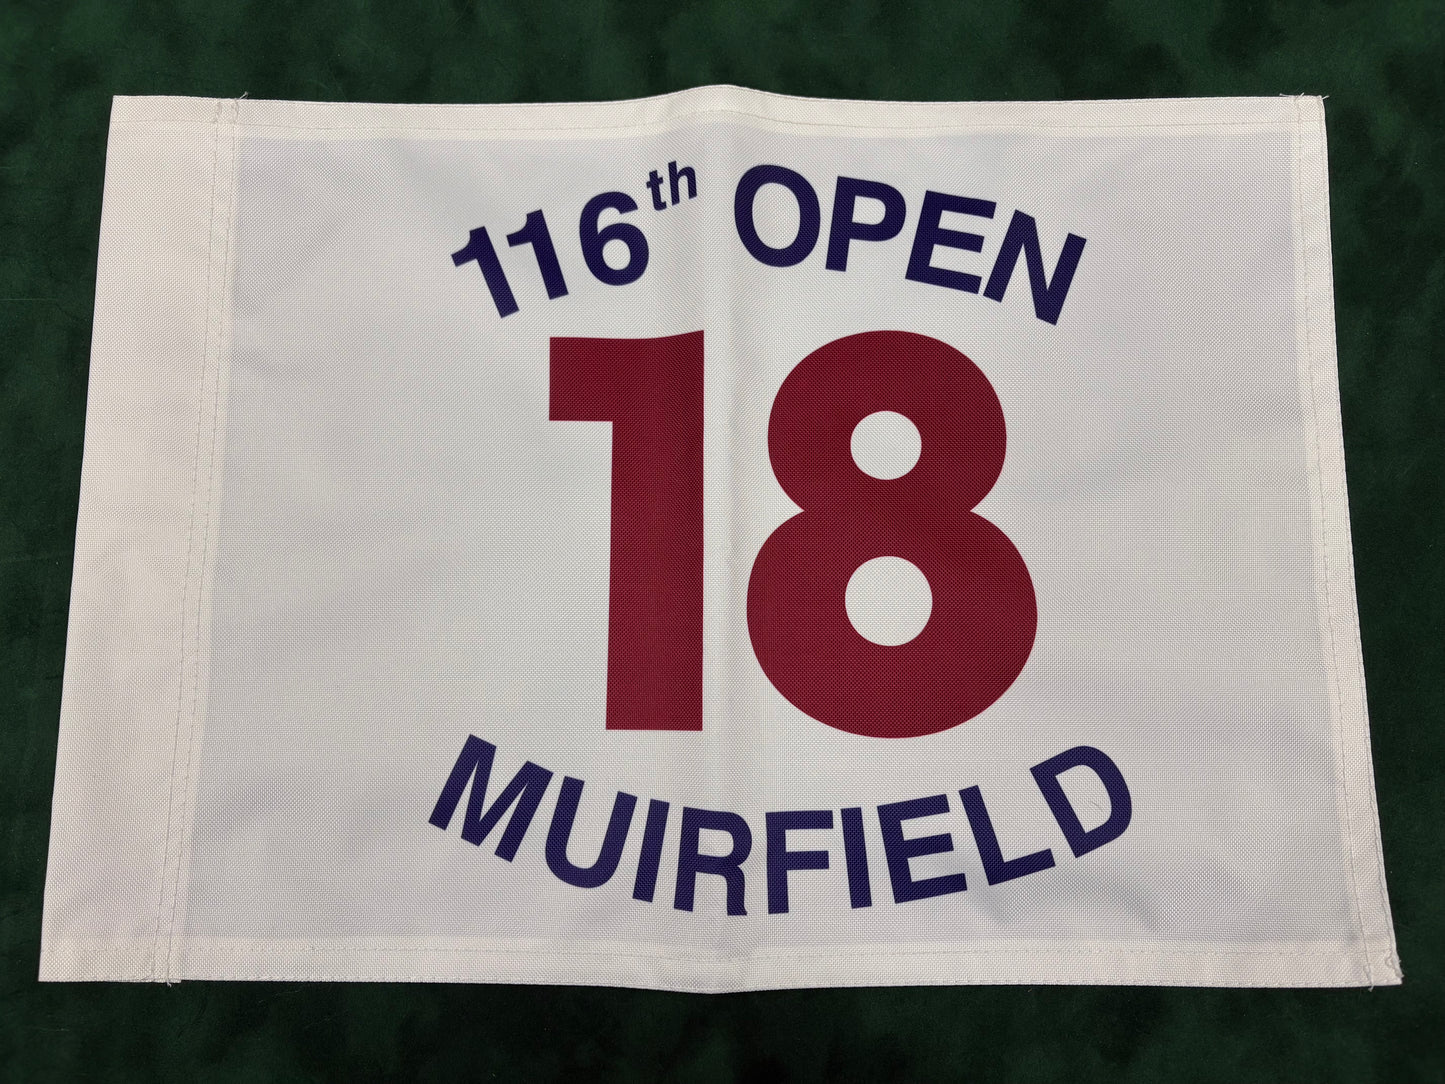 116th OPEN
18
MUIRFIELD